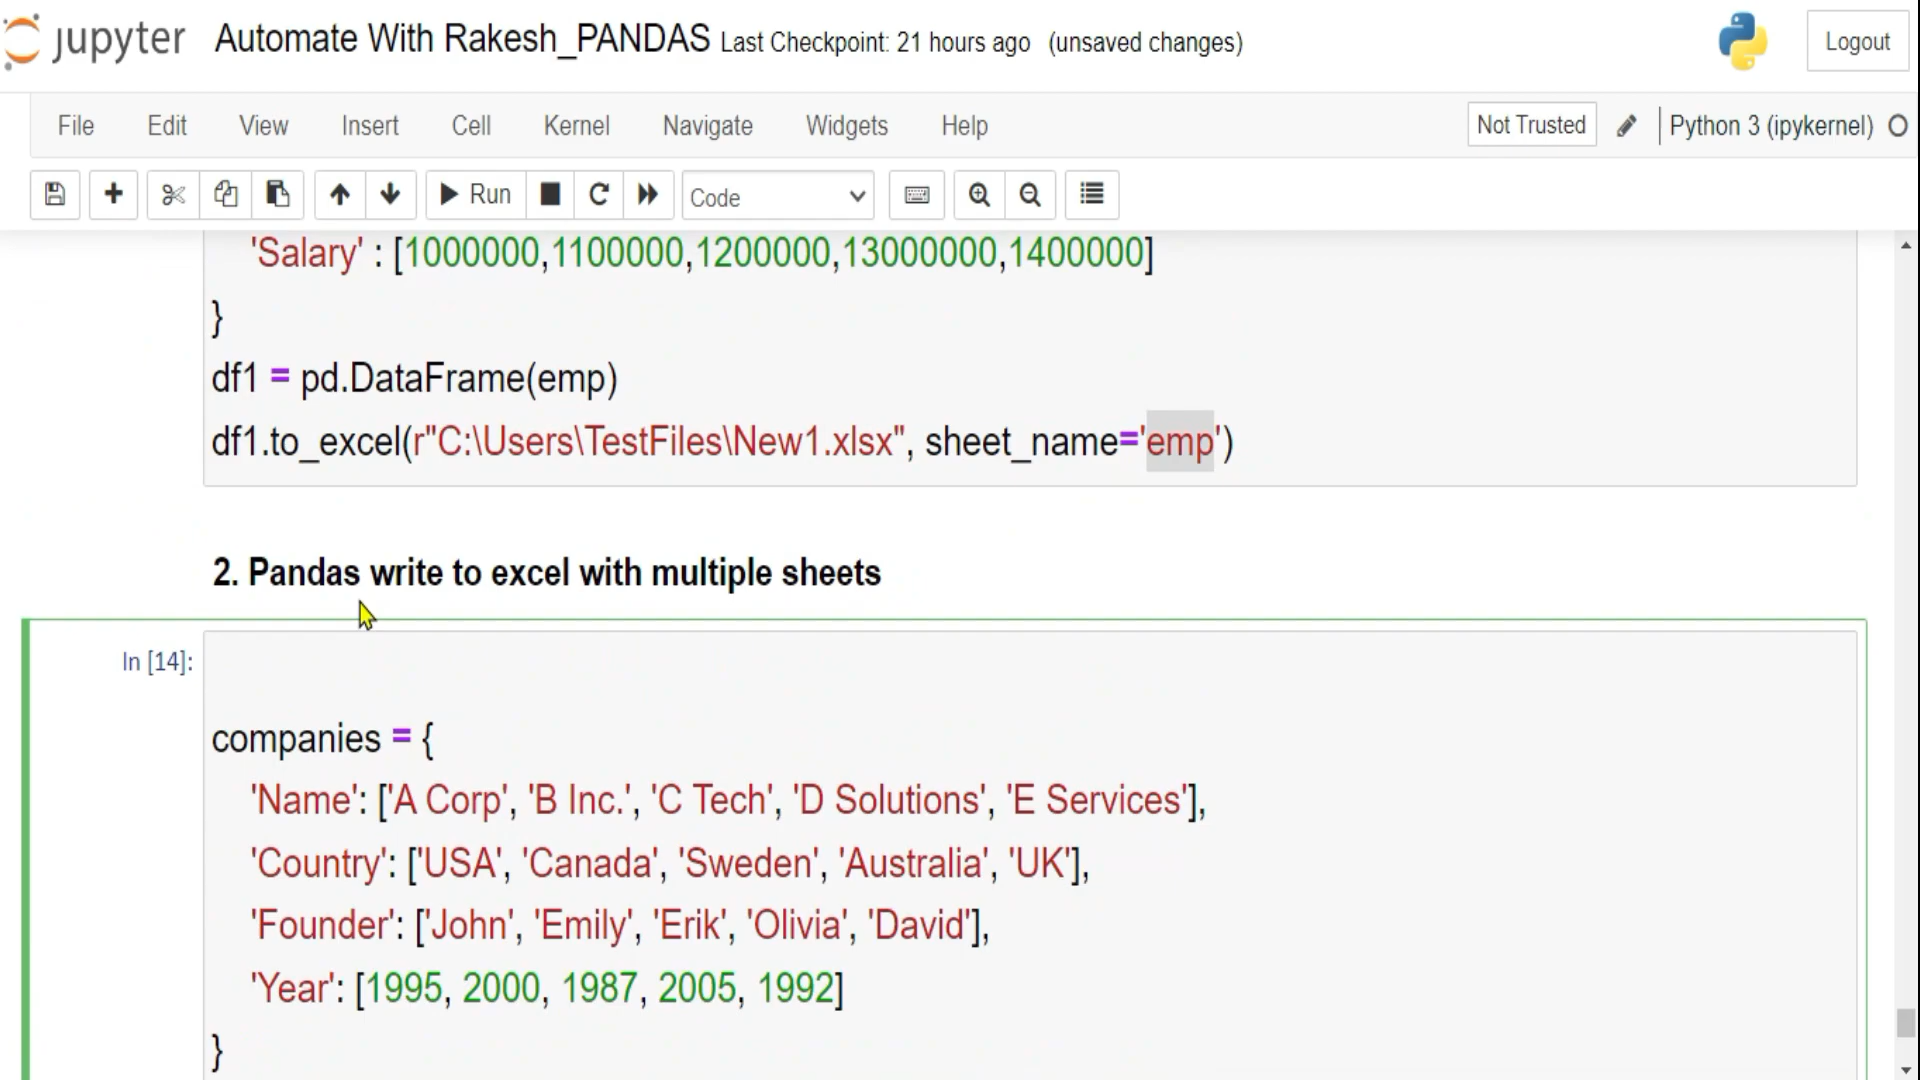 jupyter Automate With Rakesh_PANDAS Last Checkpoint: 21 hours ago (unsaved changes) Logout
File Edit View Insert Cell Kernel Navigate Widgets Help Not Trusted Python 3 (ipykernel)
Run Code
'Salary' : [1000000,1100000,1200000,13000000,1400000]
}
df1 = pd.DataFrame(emp)
df1.to_excel(r"C:\Users\TestFiles\New1.xlsx", sheet_name='emp')
2. Pandas write to excel with multiple sheets
In [14]:
companies = {
'Name': ['A Corp', 'B Inc.', 'C Tech', 'D Solutions', 'E Services'],
'Country': ['USA', 'Canada', 'Sweden', 'Australia', 'UK'],
'Founder': ['John', 'Emily', 'Erik', 'Olivia', 'David'],
'Year': [1995, 2000, 1987, 2005, 1992]
}